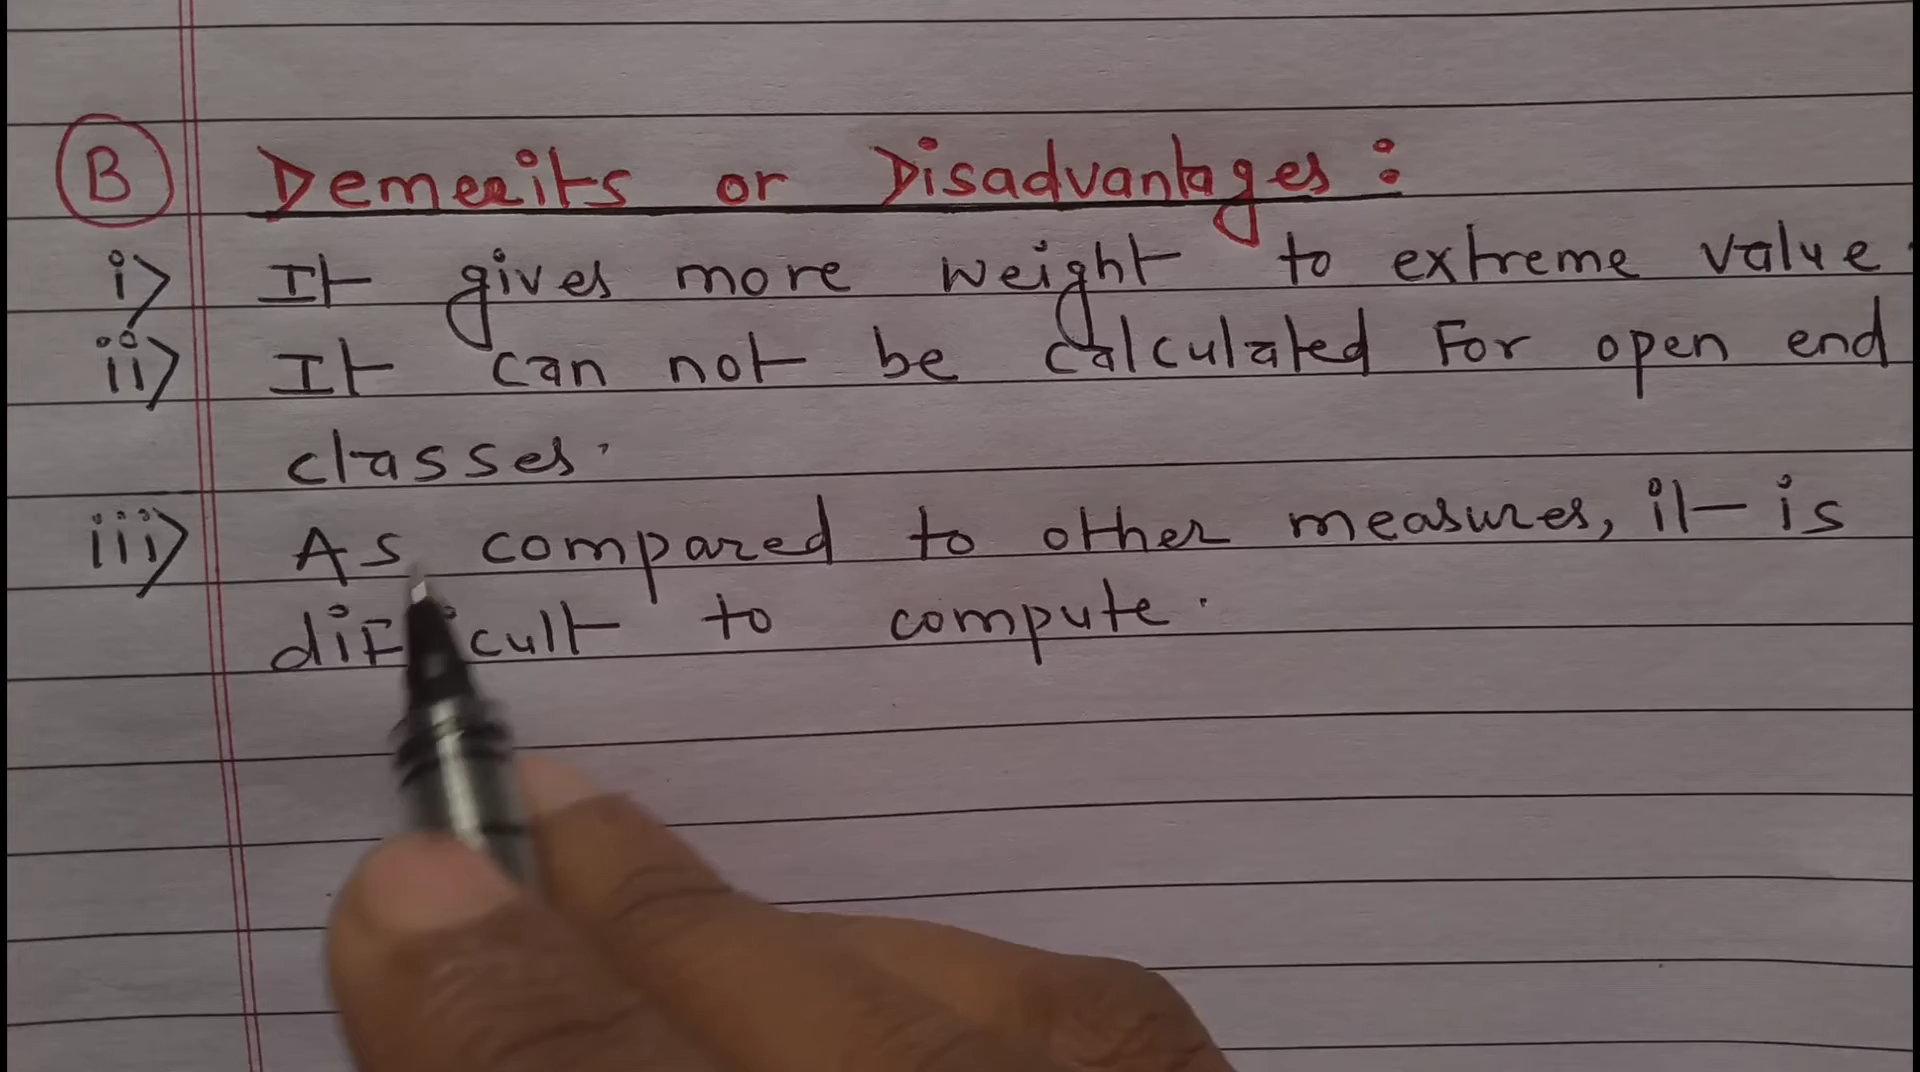 B Demerits or Disadvantages :
i) It gives more weight to extreme value.
ii) It can not be calculated For open end
classes.
iii) As compared to other measures, it is
difficult to compute.